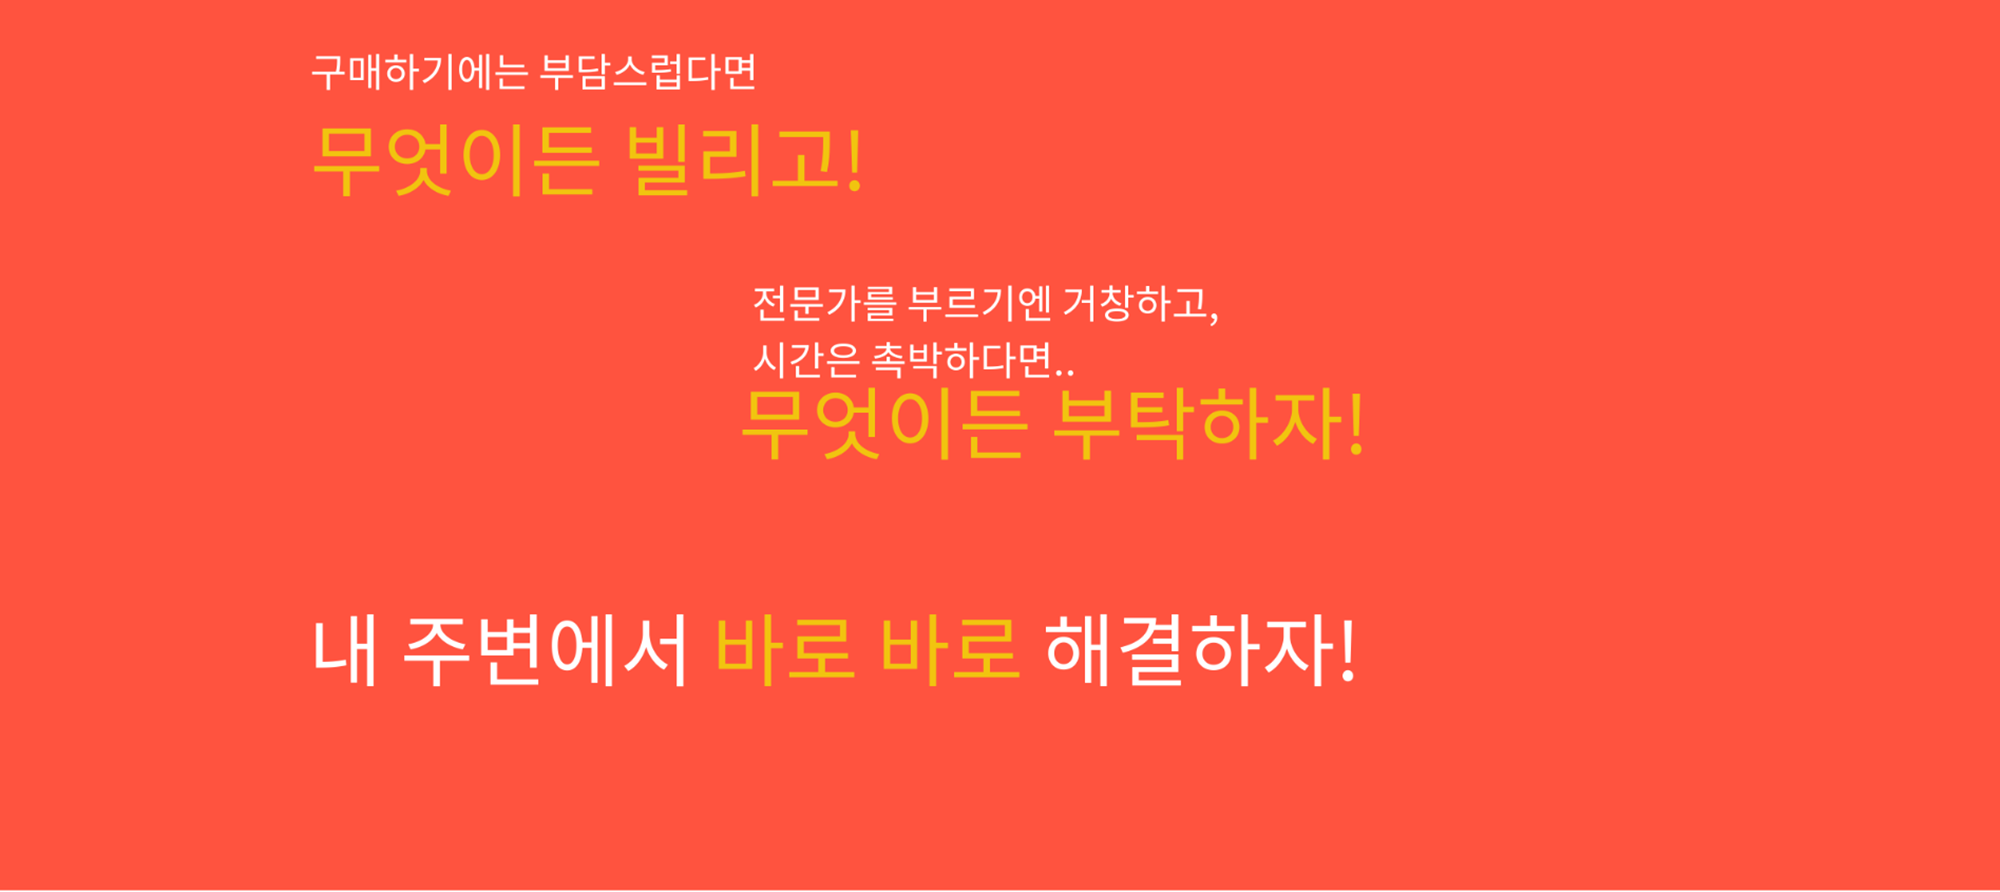 구매하기에는 부담스럽다면
무엇이든 빌리고!
전문가를 부르기엔 거창하고,
시간은 촉박하다면..
무엇이든 부탁하자!
내 주변에서 바로 바로 해결하자!